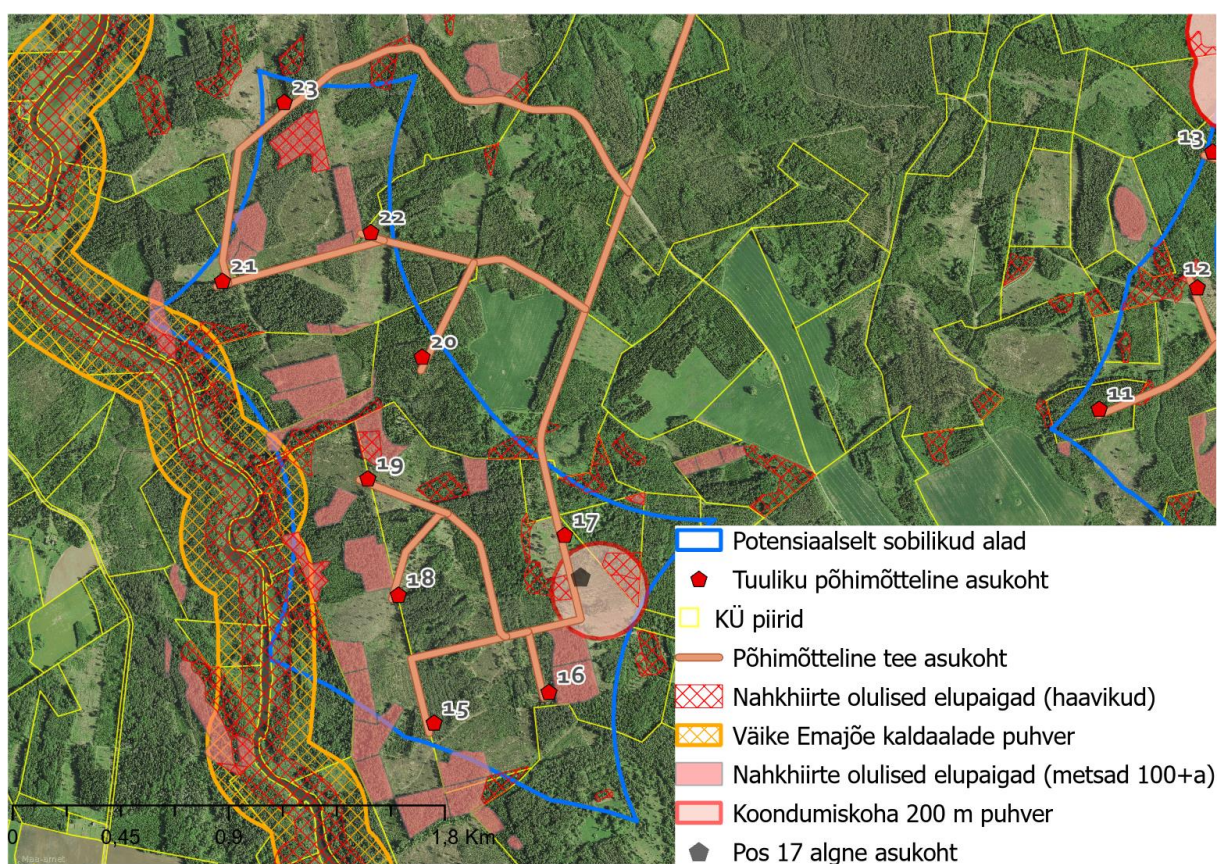 23
13
22
21
12
20
11
19
17
18
16
15
Potensiaalselt sobilikud alad
Tuuliku põhimõtteline asukoht
KÜ piirid
Põhimõtteline tee asukoht
Nahkhiirte olulised elupaigad (haavikud)
Väike Emajõe kaldaalade puhver
Nahkhiirte olulised elupaigad (metsad 100+a)
Koondumiskoha 200 m puhver
Pos 17 algne asukoht
0 0,45 0,9 1,8 Km
Maa-amet